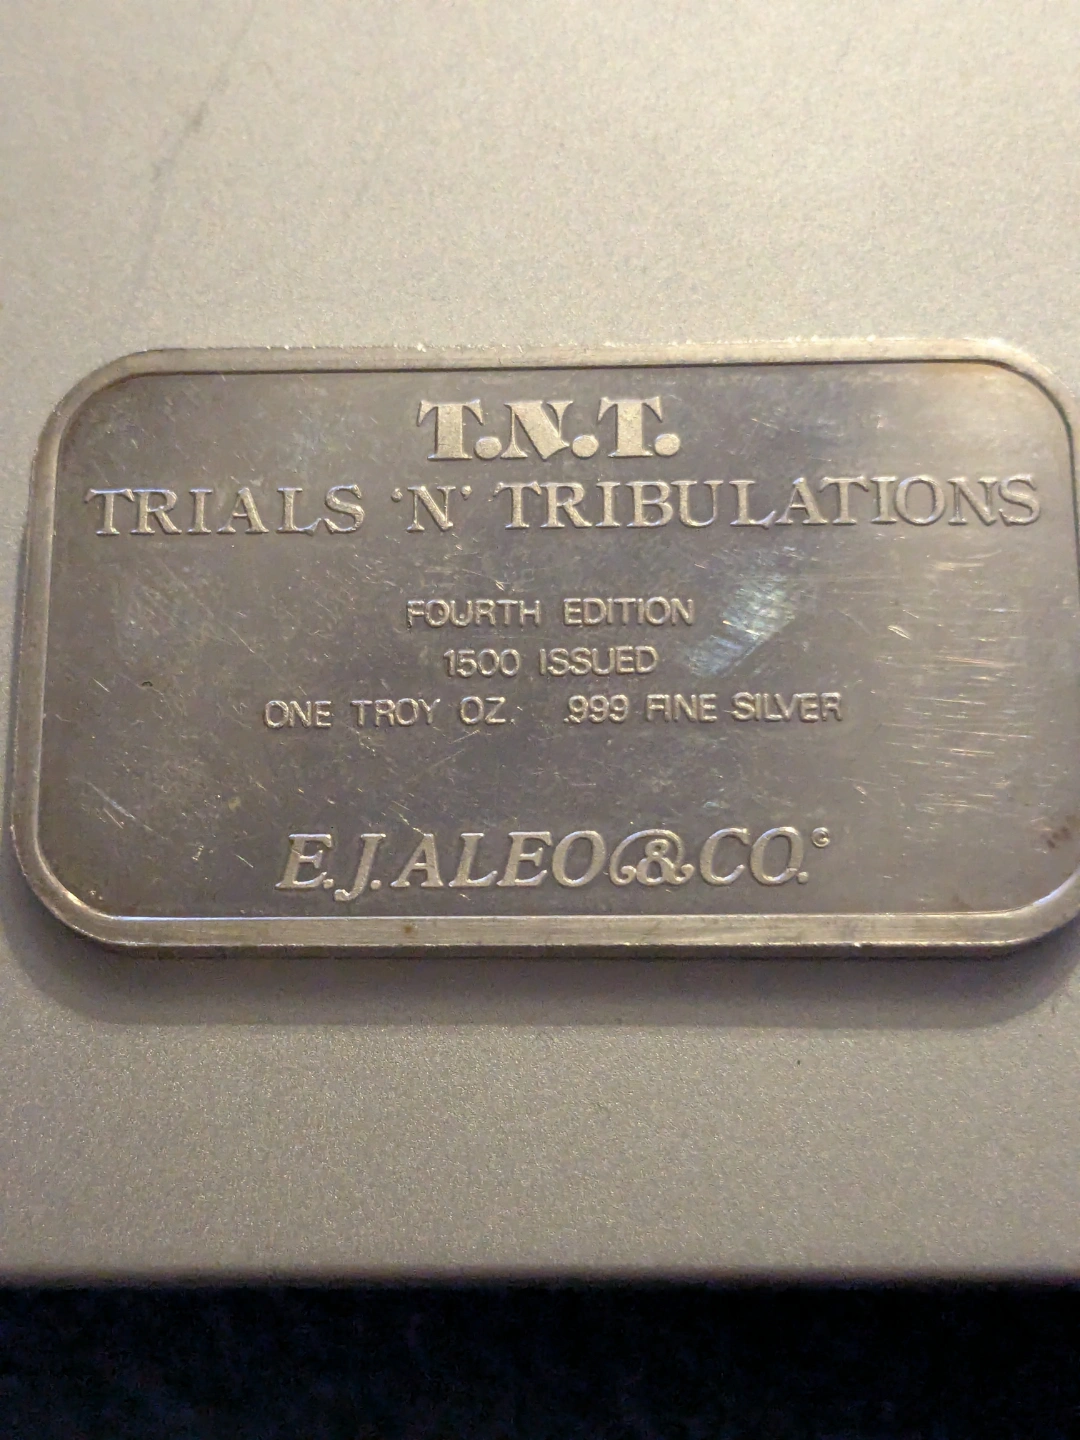 T.N.T.
TRIALS 'N' TRIBULATIONS
FOURTH EDITION
1500 ISSUED
ONE TROY OZ. .999 FINE SILVER
E.J. ALEO & CO.©